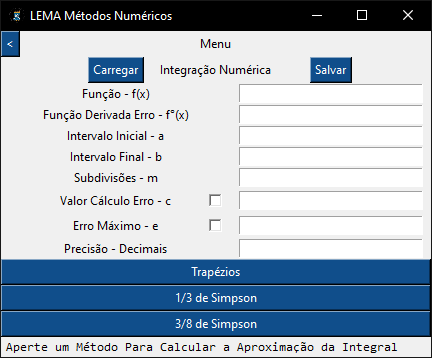 LEMA Métodos Numéricos
< Menu
Carregar Integração Numérica Salvar
Função - f(x)
Função Derivada Erro - f°(x)
Intervalo Inicial - a
Intervalo Final - b
Subdivisões - m
Valor Cálculo Erro - c
Erro Máximo - e
Precisão - Decimais
Trapézios
1/3 de Simpson
3/8 de Simpson
Aperte um Método Para Calcular a Aproximação da Integral